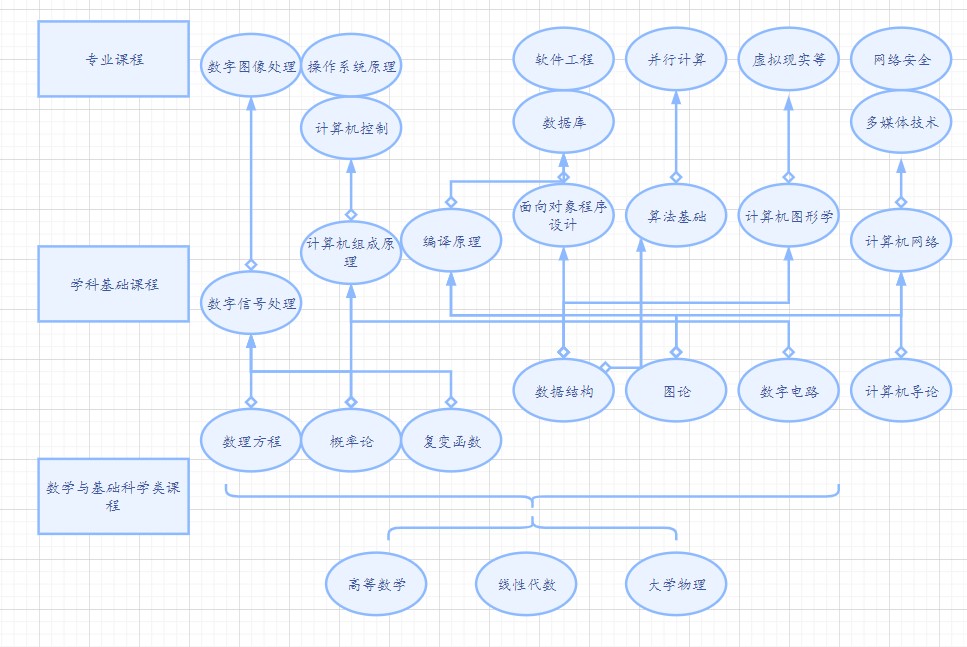 专业课程
数字图像处理
操作系统原理
软件工程
并行计算
虚拟现实等
网络安全
计算机控制
数据库
多媒体技术
学科基础课程
数字信号处理
计算机组成原
理
编译原理
面向对象程序
设计
算法基础
计算机图形学
计算机网络
数据结构
图论
数字电路
计算机导论
数理方程
概率论
复变函数
数学与基础科学类课
程
高等数学
线性代数
大学物理